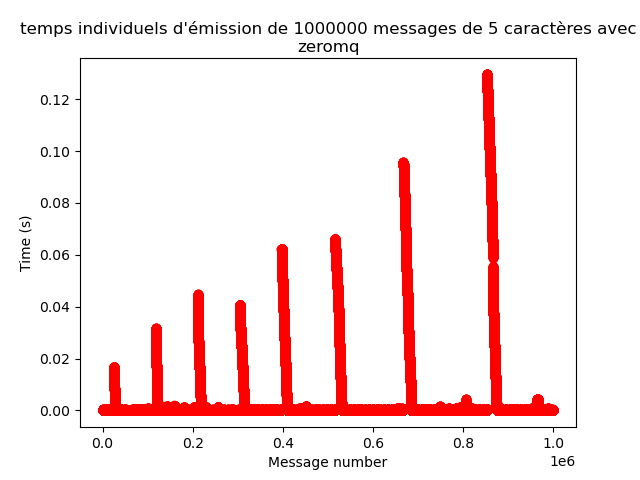 temps individuels d'émission de 1000000 messages de 5 caractères avec
zeromq
0.12
0.10
0.08
0.06
0.04
0.02
0.00
Time (s)
0.0 0.2 0.4 0.6 0.8 1.0
Message number
1e6